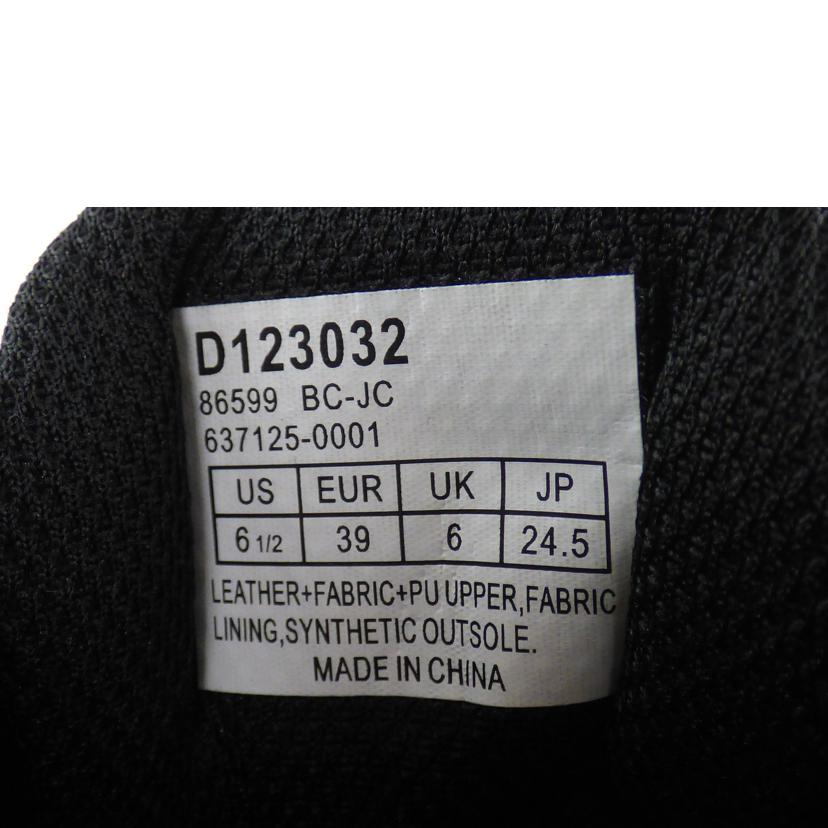 D123032
86599 BC-JC
637125-0001
US EUR UK JP
6 1/2 39 6 24.5
LEATHER+FABRIC+PU UPPER,FABRIC
LINING,SYNTHETIC OUTSOLE.
MADE IN CHINA